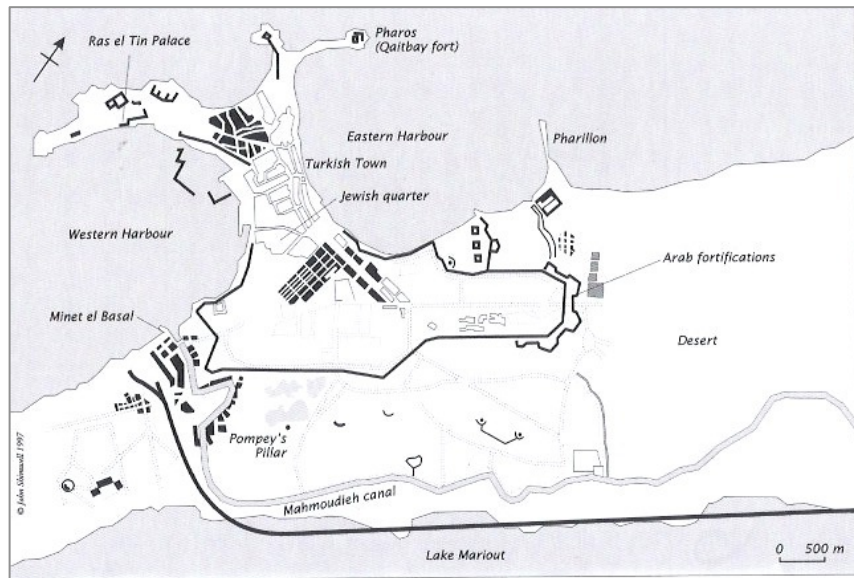 Ras el Tin Palace
Pharos
(Qaitbay fort)
Eastern Harbour
Pharillon
Turkish Town
Jewish quarter
Western Harbour
Arab fortifications
Minet el Basal
Desert
Pompey's
Pillar
© John Shinwell 1997
Mahmoudieh canal
Lake Mariout
0 500 m